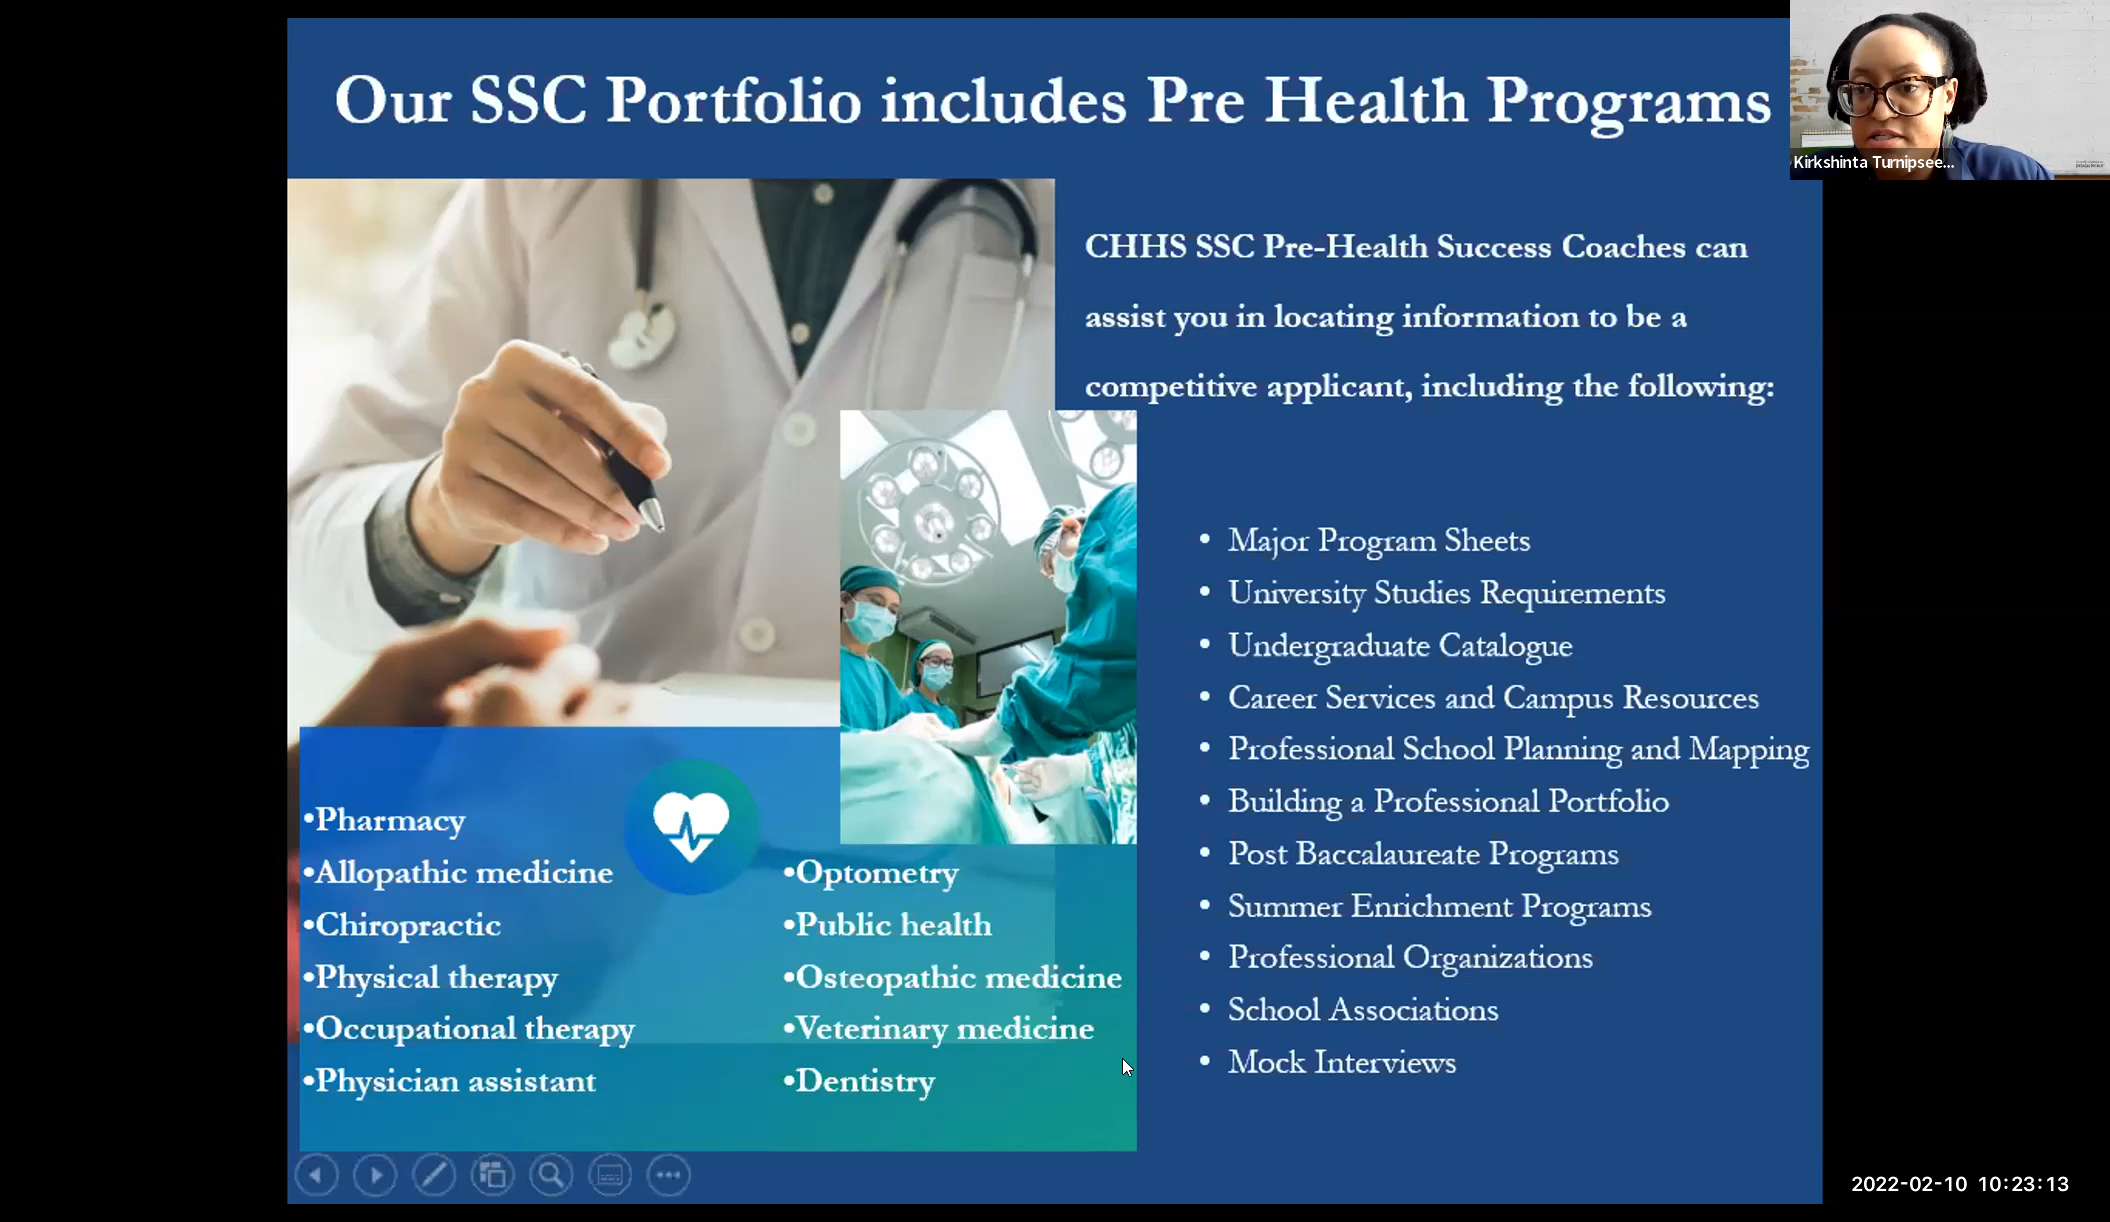 Our SSC Portfolio includes Pre Health Programs
Kirkshinta Turnipsee...
CHHS SSC Pre-Health Success Coaches can
assist you in locating information to be a
competitive applicant, including the following:
• Major Program Sheets
• University Studies Requirements
• Undergraduate Catalogue
• Career Services and Campus Resources
• Professional School Planning and Mapping
• Building a Professional Portfolio
• Post Baccalaureate Programs
• Summer Enrichment Programs
• Professional Organizations
• School Associations
• Mock Interviews
•Pharmacy
•Allopathic medicine
•Chiropractic
•Physical therapy
•Occupational therapy
•Physician assistant
•Optometry
•Public health
•Osteopathic medicine
•Veterinary medicine
•Dentistry
2022-02-10 10:23:13